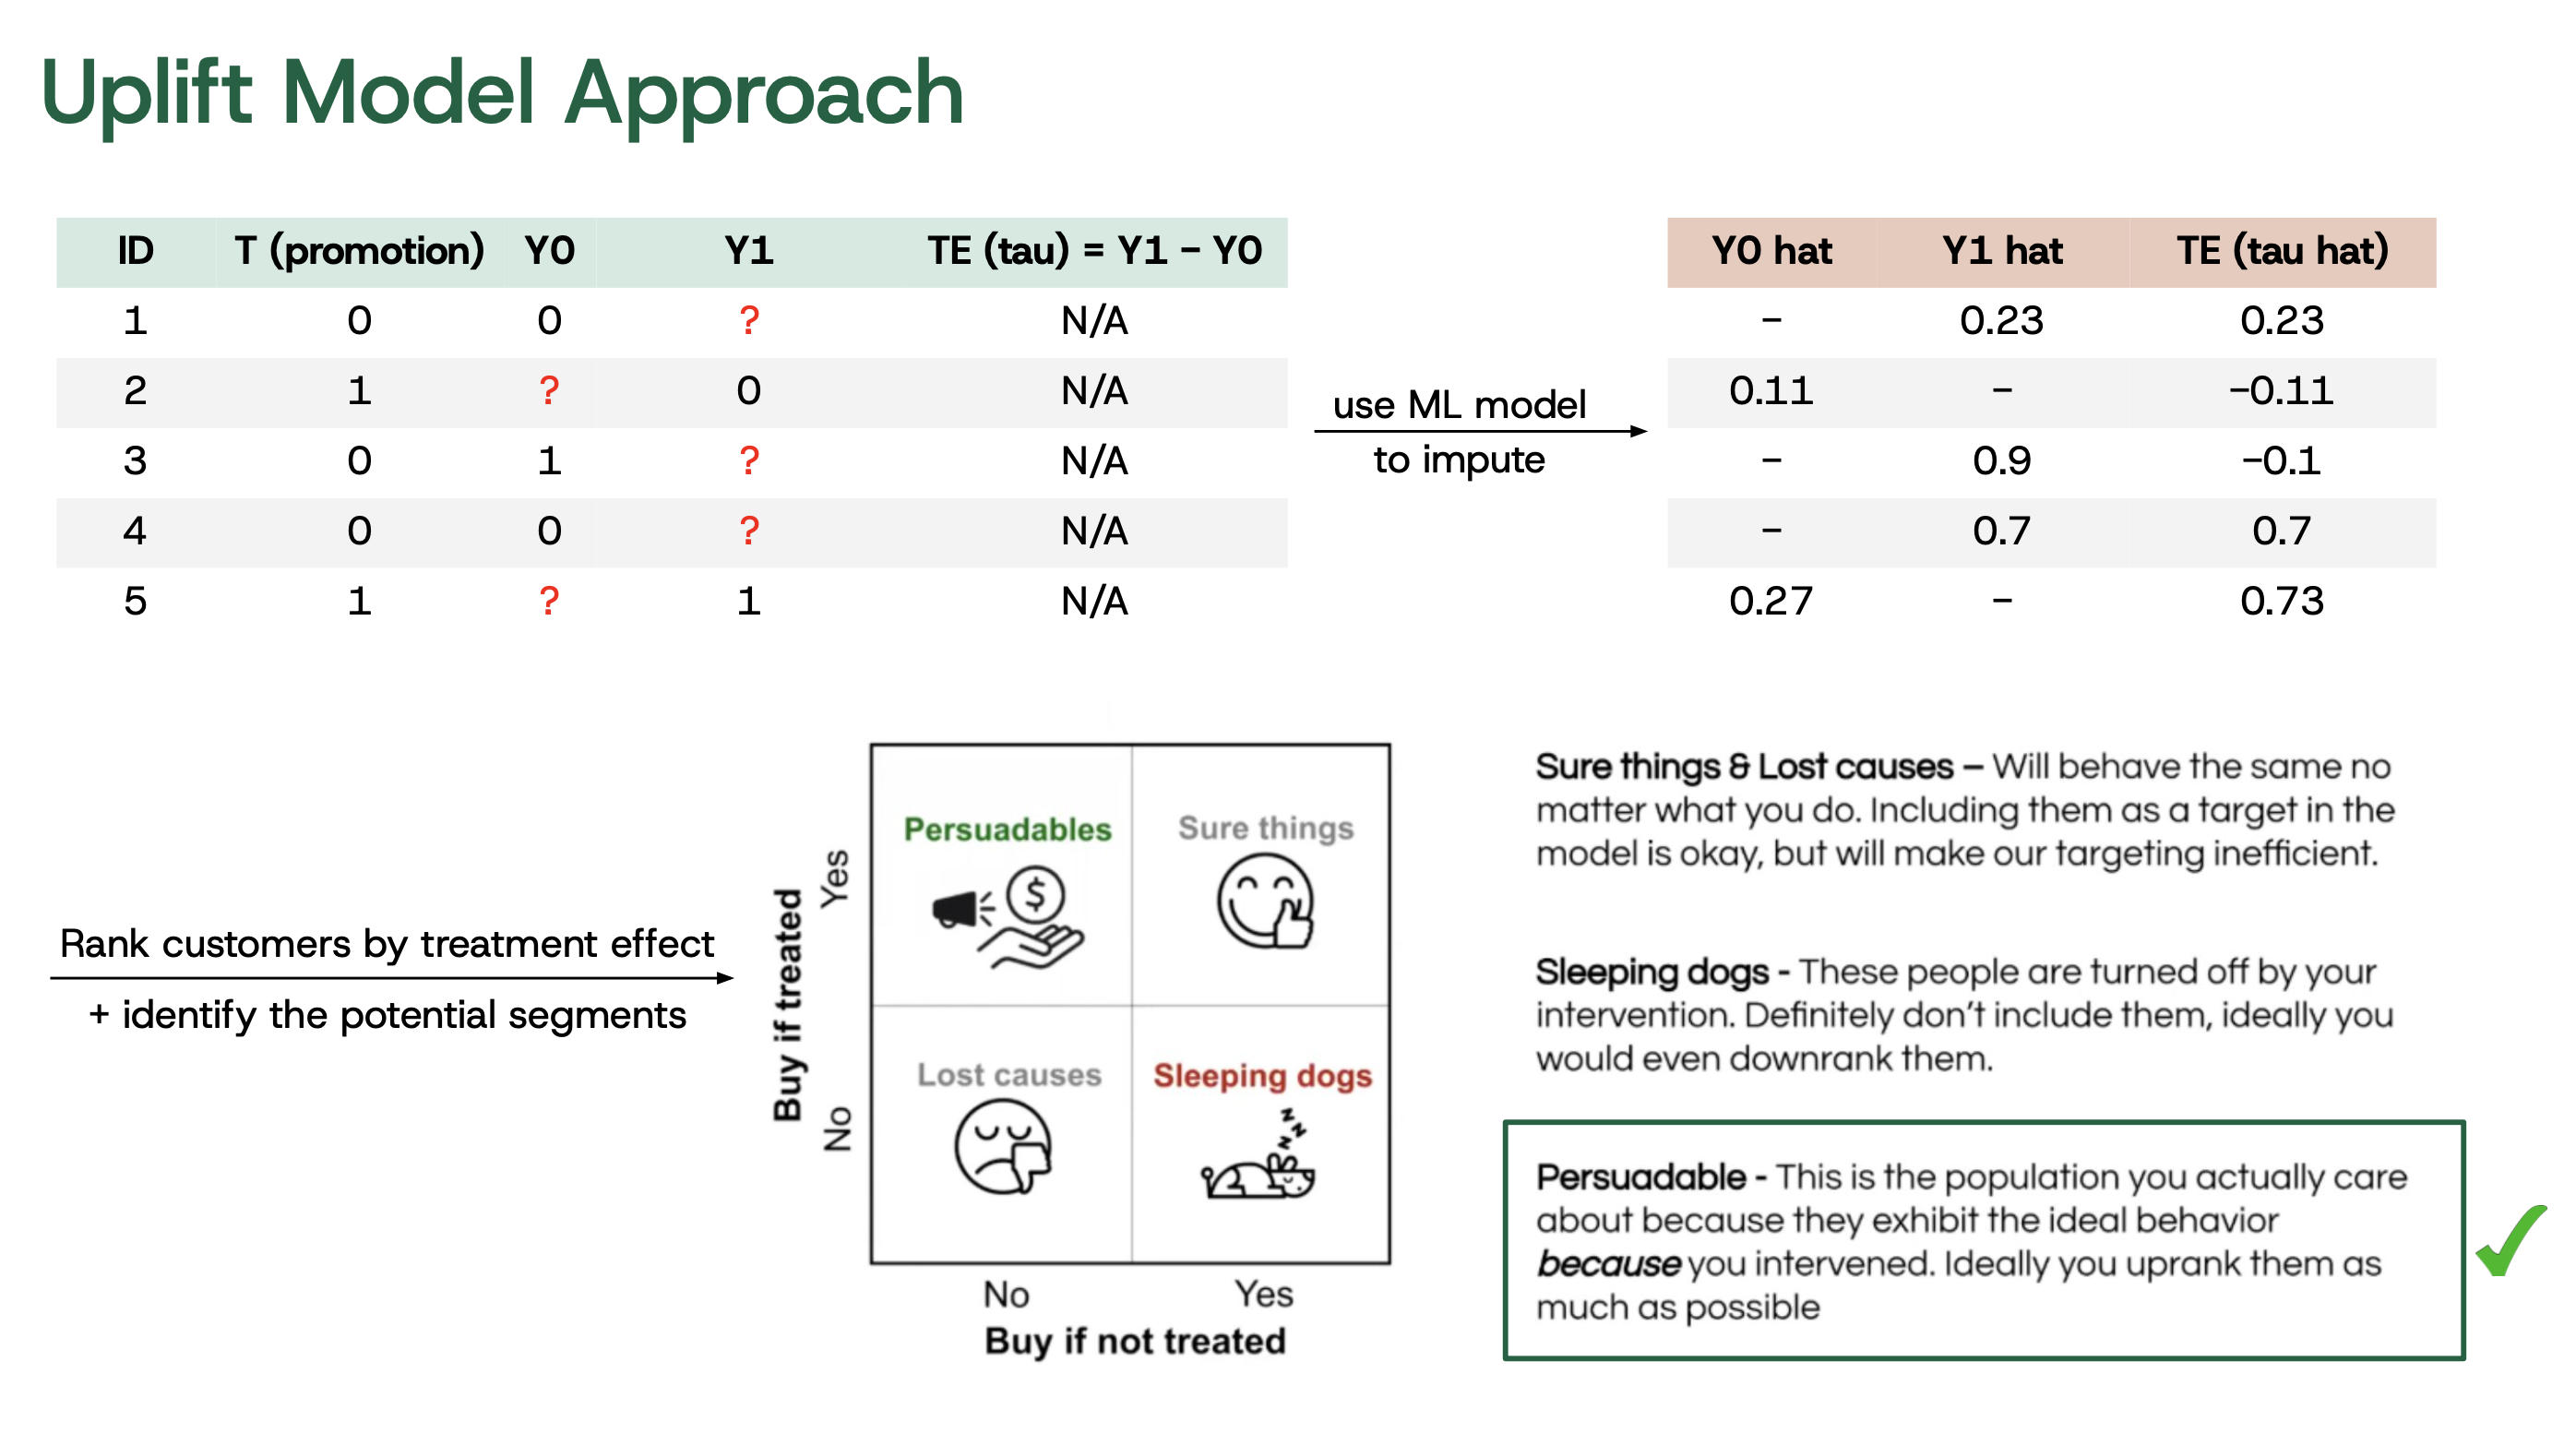 Uplift Model Approach
ID T (promotion) Y0 Y1 TE (tau) = Y1 − Y0
1 0 0 ? N/A
2 1 ? 0 N/A
3 0 1 ? N/A
4 0 0 ? N/A
5 1 ? 1 N/A
use ML model
to impute
Y0 hat Y1 hat TE (tau hat)
− 0.23 0.23
0.11 − −0.11
− 0.9 −0.1
− 0.7 0.7
0.27 − 0.73
Rank customers by treatment effect
+ identify the potential segments
Buy if treated
Yes
No
Persuadables
$
Sure things
Lost causes
Sleeping dogs
z
z
z
z
No
Yes
Buy if not treated
Sure things & Lost causes – Will behave the same no
matter what you do. Including them as a target in the
model is okay, but will make our targeting inefficient.
Sleeping dogs - These people are turned off by your
intervention. Definitely don’t include them, ideally you
would even downrank them.
Persuadable - This is the population you actually care
about because they exhibit the ideal behavior
because you intervened. Ideally you uprank them as
much as possible